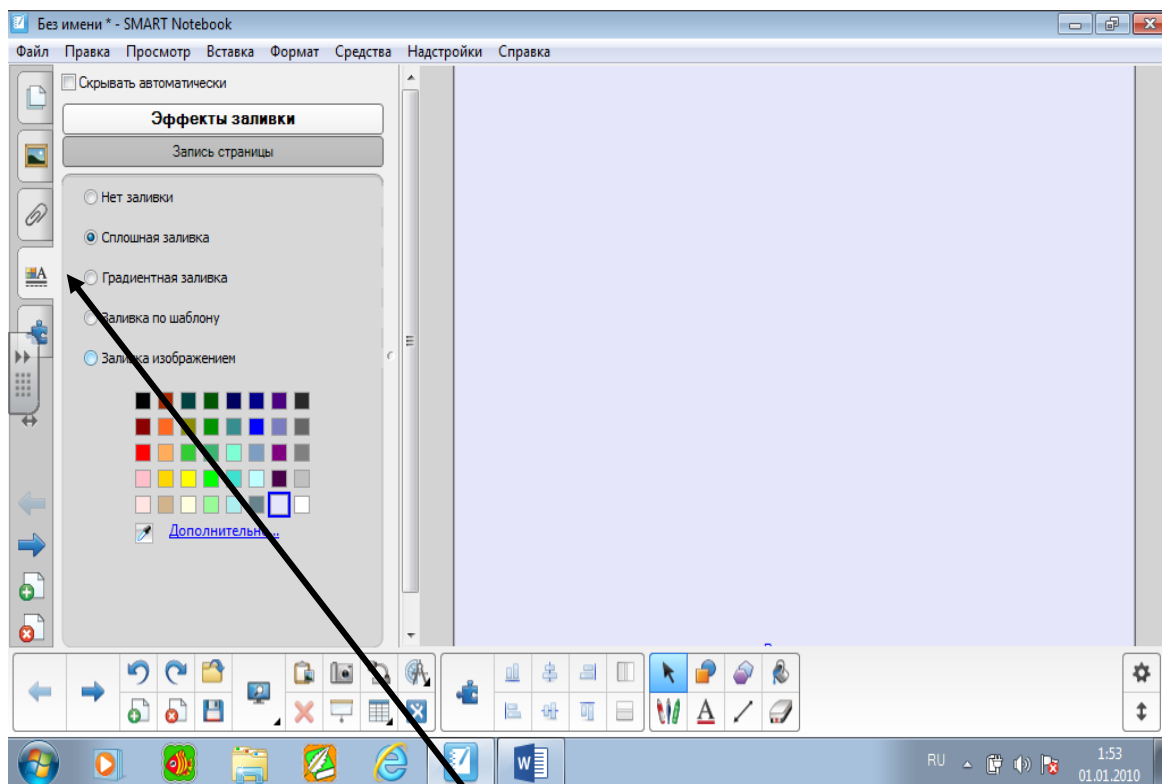 Без имени * - SMART Notebook
Файл Правка Просмотр Вставка Формат Средства Надстройки Справка
Скрывать автоматически
Эффекты заливки
Запись страницы
Нет заливки
Сплошная заливка
Градиентная заливка
Заливка по шаблону
Заливка изображением
Дополнительно...
RU
1:53
01.01.2010